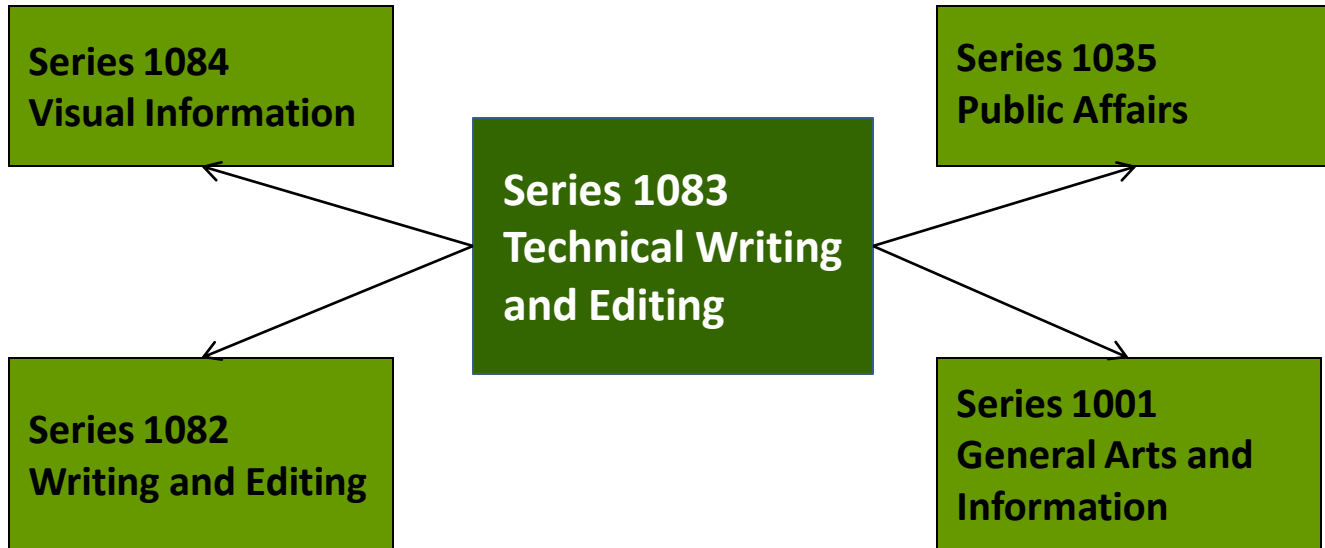 Series 1084
Visual Information
Series 1035
Public Affairs
Series 1083
Technical Writing
and Editing
Series 1082
Writing and Editing
Series 1001
General Arts and
Information